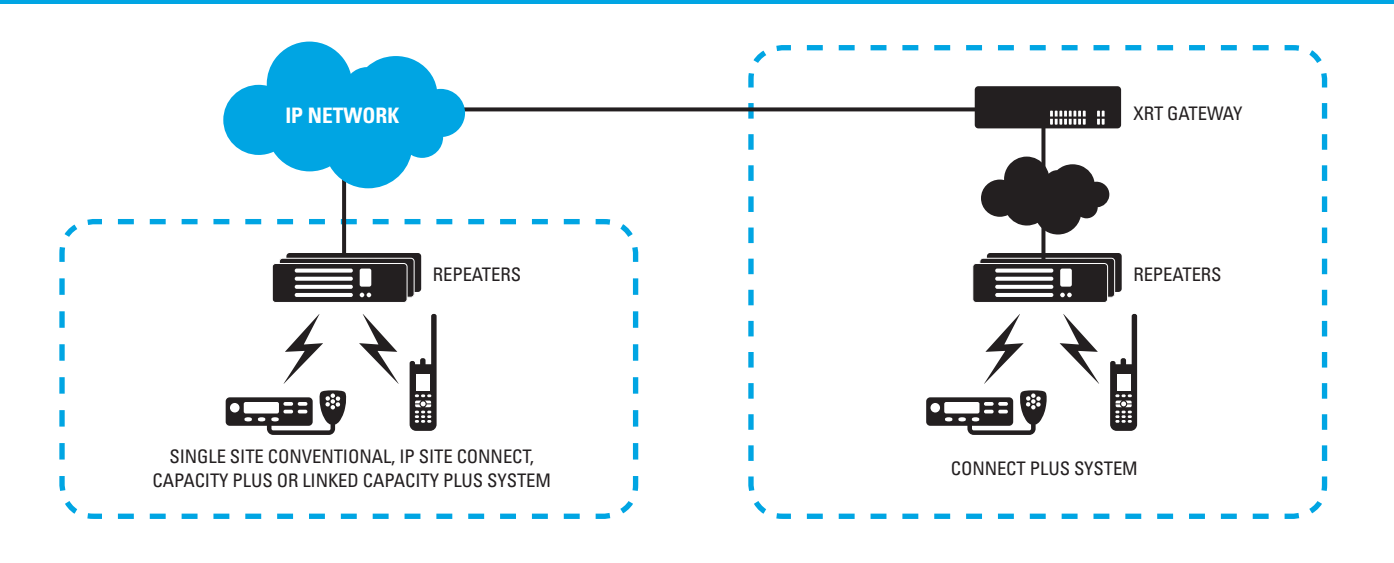 IP NETWORK
XRT GATEWAY
REPEATERS
REPEATERS
SINGLE SITE CONVENTIONAL, IP SITE CONNECT,
CAPACITY PLUS OR LINKED CAPACITY PLUS SYSTEM
CONNECT PLUS SYSTEM